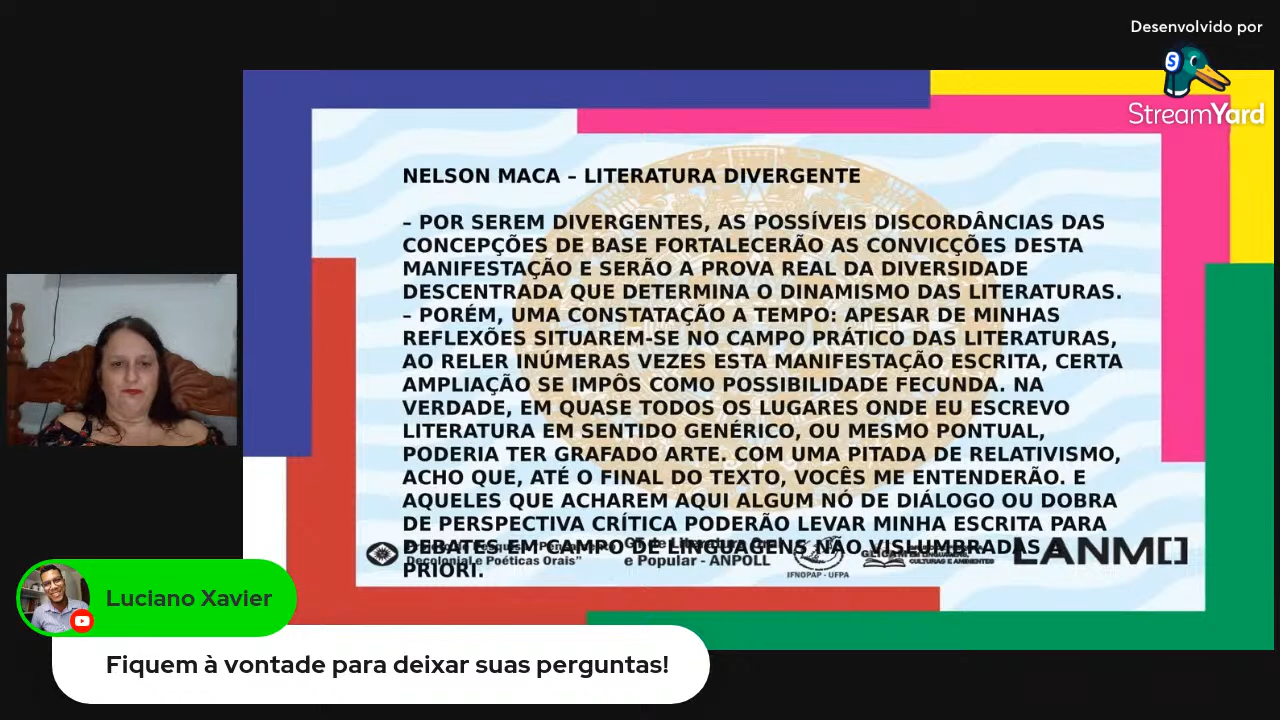 Desenvolvido por
StreamYard
NELSON MACA – LITERATURA DIVERGENTE
– POR SEREM DIVERGENTES, AS POSSÍVEIS DISCORDÂNCIAS DAS
CONCEPÇÕES DE BASE FORTALECERÃO AS CONVICÇÕES DESTA
MANIFESTAÇÃO E SERÃO A PROVA REAL DA DIVERSIDADE
DESCENTRADA QUE DETERMINA O DINAMISMO DAS LITERATURAS.
– PORÉM, UMA CONSTATAÇÃO A TEMPO: APESAR DE MINHAS
REFLEXÕES SITUAREM-SE NO CAMPO PRÁTICO DAS LITERATURAS,
AO RELER INÚMERAS VEZES ESTA MANIFESTAÇÃO ESCRITA, CERTA
AMPLIAÇÃO SE IMPÔS COMO POSSIBILIDADE FECUNDA. NA
VERDADE, EM QUASE TODOS OS LUGARES ONDE EU ESCREVO
LITERATURA EM SENTIDO GENÉRICO, OU MESMO PONTUAL,
PODERIA TER GRAFADO ARTE. COM UMA PITADA DE RELATIVISMO,
ACHO QUE, ATÉ O FINAL DO TEXTO, VOCÊS ME ENTENDERÃO. E
AQUELES QUE ACHAREM AQUI ALGUM NÓ DE DIÁLOGO OU DOBRA
DE PERSPECTIVA CRÍTICA PODERÃO LEVAR MINHA ESCRITA PARA
DEBATES EM CAMPO DE LINGUAGENS NÃO VISLUMBRADAS A
PRIORI.
Decolonial e Poéticas Orais"
e Popular - ANPOLL
IFNOPAP - UFPA
GLICAM
CULTURAS E AMBIENTES
LANMO
Luciano Xavier
Fiquem à vontade para deixar suas perguntas!